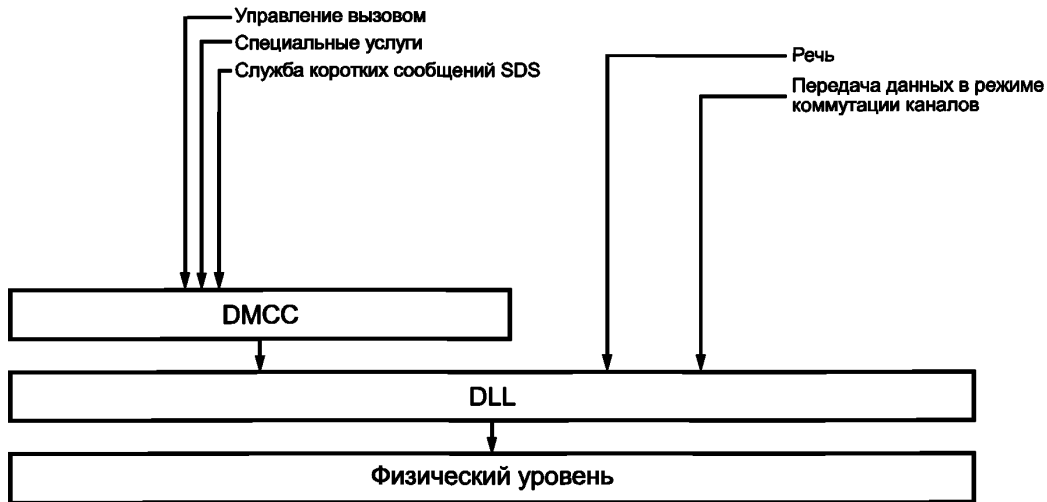 Управление вызовом
Специальные услуги
Служба коротких сообщений SDS
Речь
Передача данных в режиме
коммутации каналов
DMCC
DLL
Физический уровень